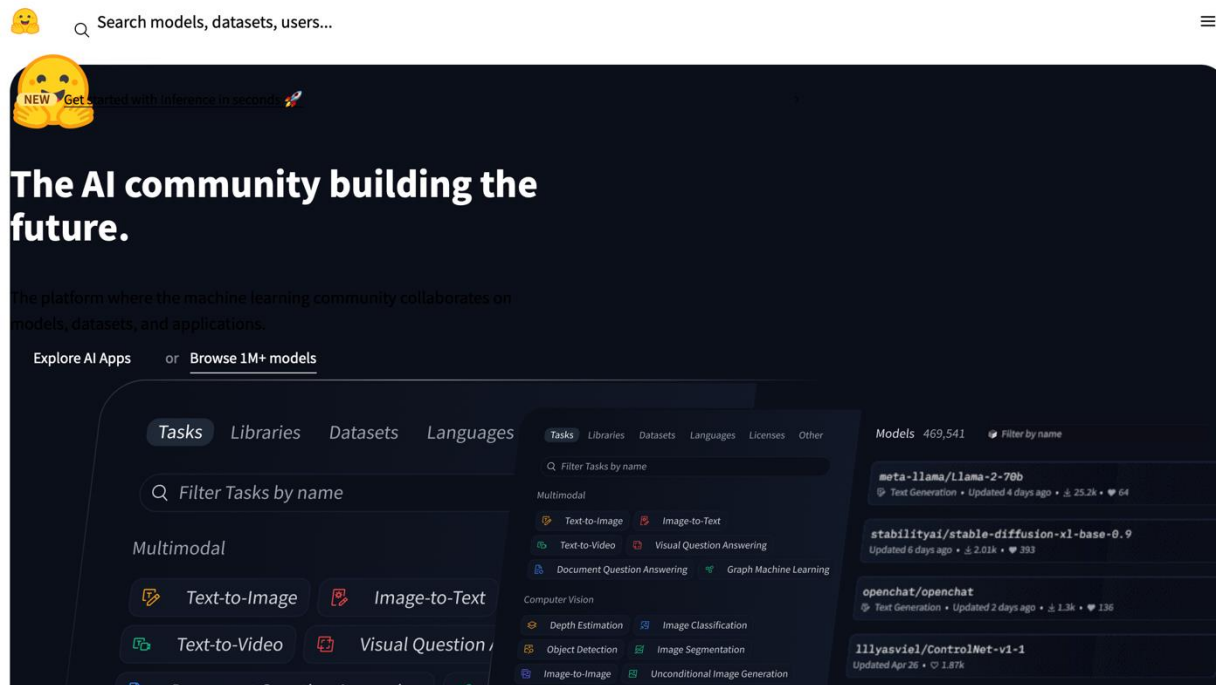 Search models, datasets, users...
NEW Get started with inference in seconds 🚀
The AI community building the
future.
The platform where the machine learning community collaborates on
models, datasets, and applications.
Explore AI Apps or Browse 1M+ models
Tasks Libraries Datasets Languages
Filter Tasks by name
Multimodal
Text-to-Image Image-to-Text
Text-to-Video Visual Question
Tasks Libraries Datasets Languages Licenses Other
Filter Tasks by name
Multimodal
Text-to-Image Image-to-Text
Text-to-Video Visual Question Answering
Document Question Answering Graph Machine Learning
Computer Vision
Depth Estimation Image Classification
Object Detection Image Segmentation
Image-to-Image Unconditional Image Generation
Models 469,541 Filter by name
meta-llama/Llama-2-70b
Text Generation • Updated 4 days ago • 25.2k • 64
stabilityai/stable-diffusion-xl-base-0.9
Updated 6 days ago • 2.01k • 393
openchat/openchat
Text Generation • Updated 2 days ago • 1.3k • 136
lllyasviel/ControlNet-v1-1
Updated Apr 26 • 1.87k